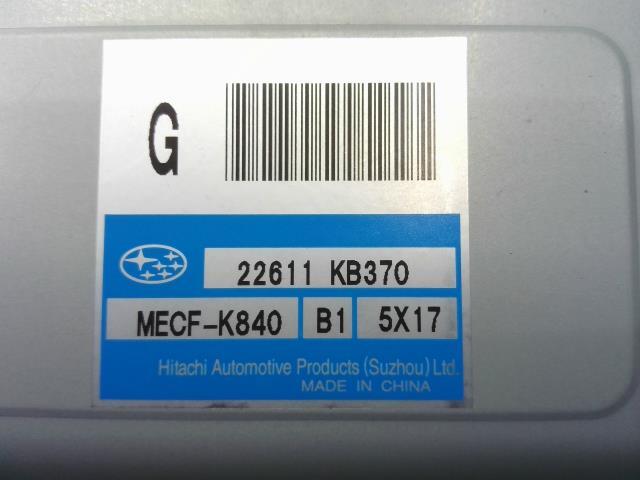 G
22611 KB370
MECF-K840 B1 5X17
Hitachi Automotive Products (Suzhou) Ltd.
MADE IN CHINA